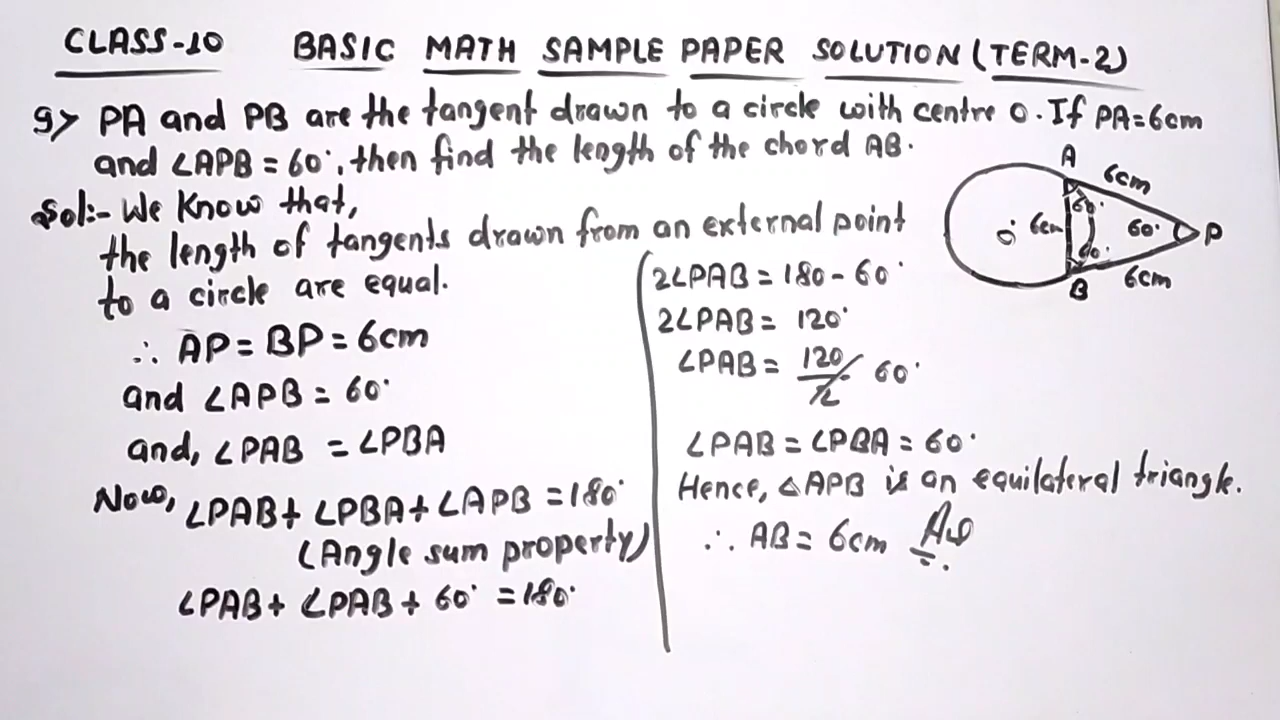 CLASS-10 BASIC MATH SAMPLE PAPER SOLUTION (TERM-2)
9> PA and PB are the tangent drawn to a circle with centre O. If PA=6cm
and ∠APB = 60°, then find the length of the chord AB.
Sol:- We Know that,
the length of tangents drawn from an external point
to a circle are equal.
∴ AP = BP = 6cm
and ∠APB = 60°
and, ∠PAB = ∠PBA
Now, ∠PAB + ∠PBA + ∠APB = 180°
(Angle sum property)
∠PAB + ∠PAB + 60° = 180°
2∠PAB = 180 - 60°
2∠PAB = 120°
∠PAB = 120/2 60°
∠PAB = ∠PBA = 60°
Hence, △APB is an equilateral triangle.
∴ AB = 6cm Ans
A
6cm
60°
O
6cm
60°
P
60°
B
6cm